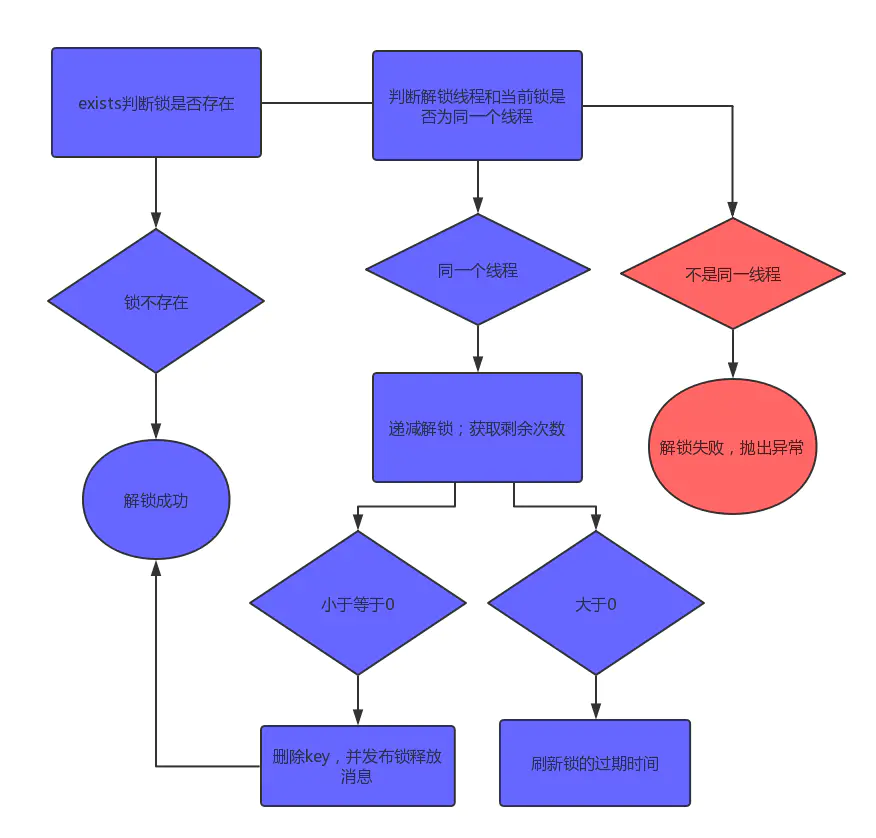 exists判断锁是否存在
判断解锁线程和当前锁是
否为同一个线程
锁不存在
同一个线程
不是同一线程
解锁成功
递减解锁；获取剩余次数
解锁失败，抛出异常
小于等于0
大于0
删除key，并发布锁释放
消息
刷新锁的过期时间